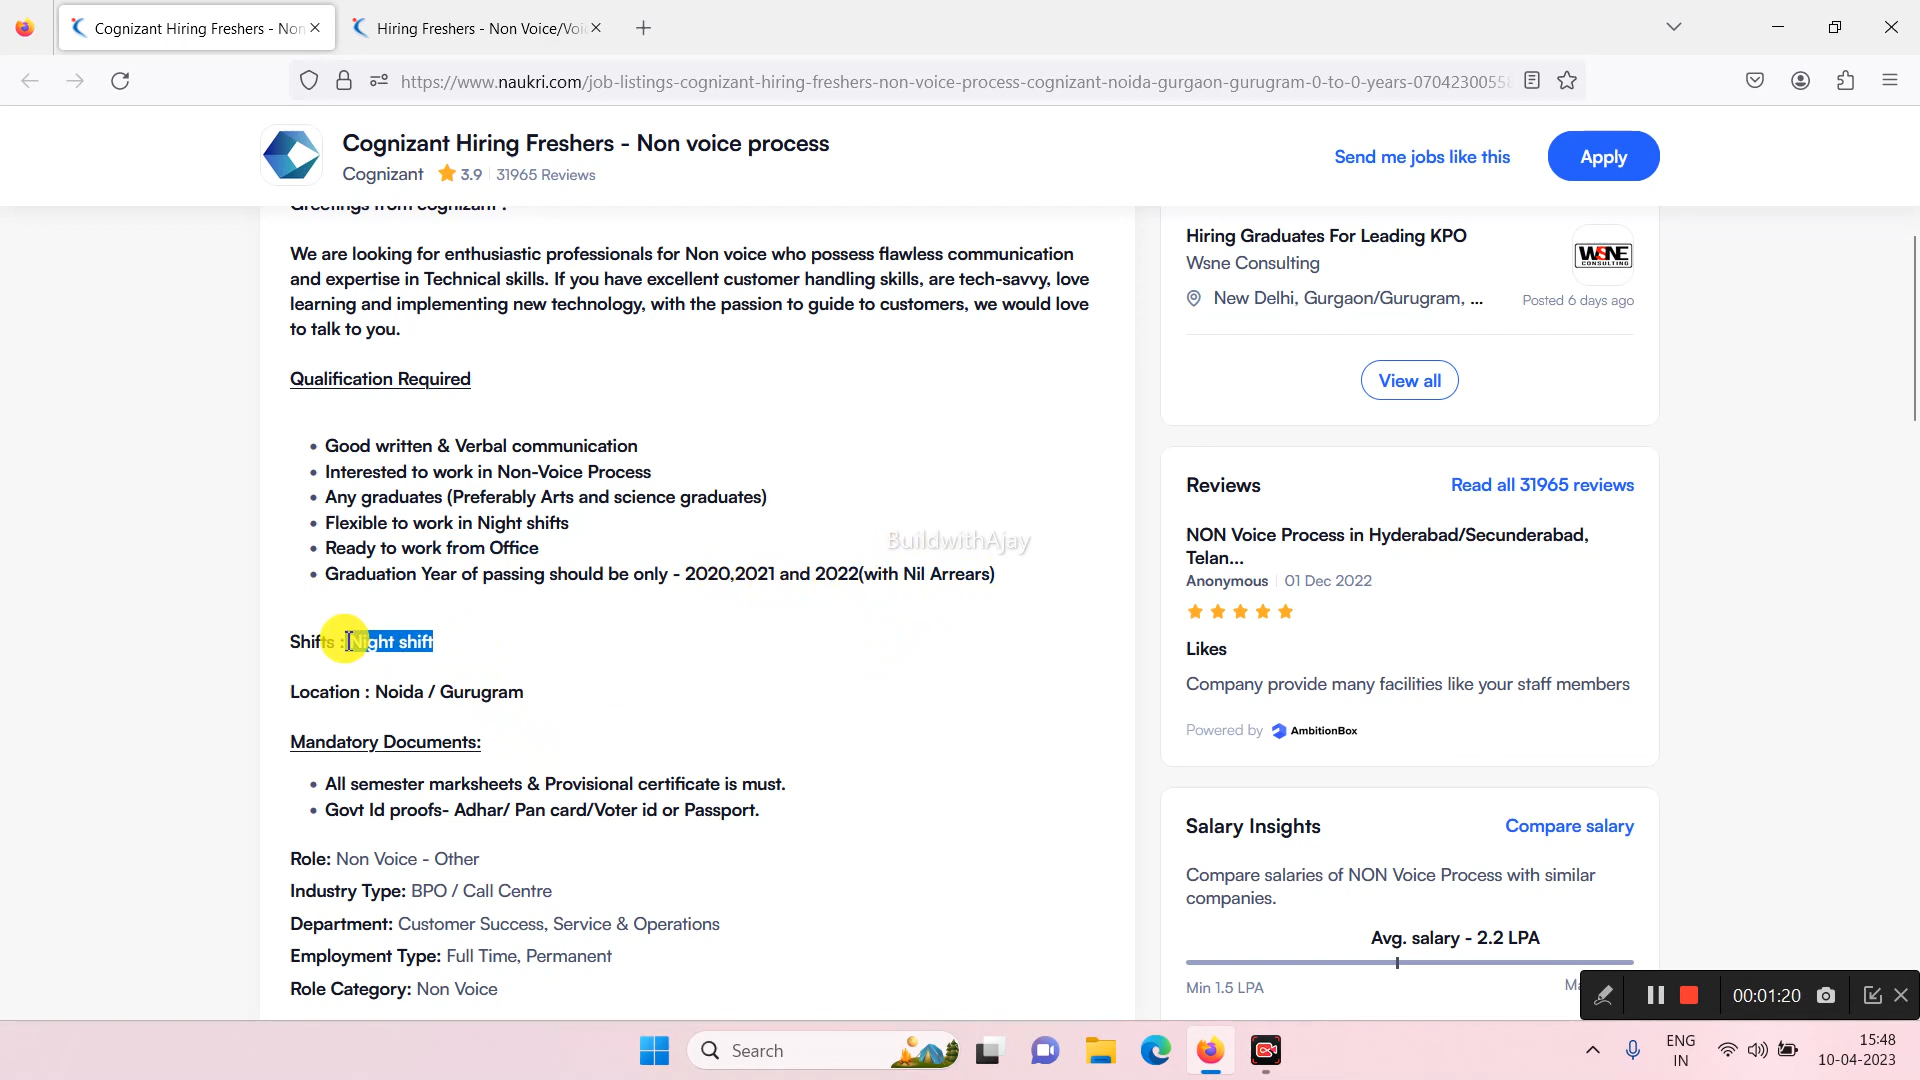 Cognizant Hiring Freshers - Non
Hiring Freshers - Non Voice/Voi
https://www.naukri.com/job-listings-cognizant-hiring-freshers-non-voice-process-cognizant-noida-gurgaon-gurugram-0-to-0-years-07042300558
Cognizant Hiring Freshers - Non voice process
Cognizant 3.9 31965 Reviews
Send me jobs like this
Apply
Greetings from cognizant !
We are looking for enthusiastic professionals for Non voice who possess flawless communication
and expertise in Technical skills. If you have excellent customer handling skills, are tech-savvy, love
learning and implementing new technology, with the passion to guide to customers, we would love
to talk to you.
Qualification Required
• Good written & Verbal communication
• Interested to work in Non-Voice Process
• Any graduates (Preferably Arts and science graduates)
• Flexible to work in Night shifts
• Ready to work from Office
• Graduation Year of passing should be only - 2020,2021 and 2022(with Nil Arrears)
BuildwithAjay
Shifts : Night shift
Location : Noida / Gurugram
Mandatory Documents:
• All semester marksheets & Provisional certificate is must.
• Govt Id proofs- Adhar/ Pan card/Voter id or Passport.
Role: Non Voice - Other
Industry Type: BPO / Call Centre
Department: Customer Success, Service & Operations
Employment Type: Full Time, Permanent
Role Category: Non Voice
Hiring Graduates For Leading KPO
Wsne Consulting
WSNE
CONSULTING
New Delhi, Gurgaon/Gurugram, ...
Posted 6 days ago
View all
Reviews
Read all 31965 reviews
NON Voice Process in Hyderabad/Secunderabad,
Telan...
Anonymous 01 Dec 2022
Likes
Company provide many facilities like your staff members
Powered by AmbitionBox
Salary Insights
Compare salary
Compare salaries of NON Voice Process with similar
companies.
Avg. salary - 2.2 LPA
Min 1.5 LPA
00:01:20
Search
ENG
IN
15:48
10-04-2023